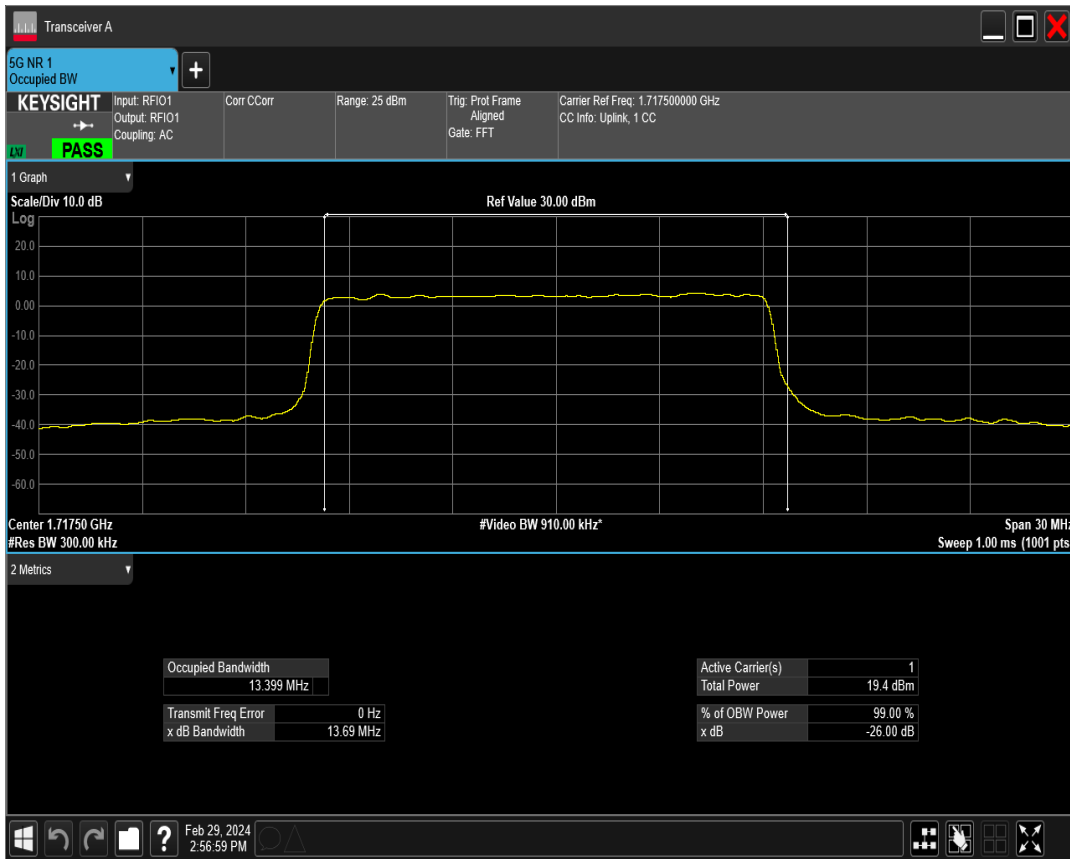 Transceiver A
5G NR 1
Occupied BW
KEYSIGHT
LXI
PASS
Input: RFIO1
Output: RFIO1
Coupling: AC
Corr CCorr
Range: 25 dBm
Trig: Prot Frame
Aligned
Gate: FFT
Carrier Ref Freq: 1.717500000 GHz
CC Info: Uplink, 1 CC
1 Graph
Scale/Div 10.0 dB
Ref Value 30.00 dBm
Log
20.0
10.0
0.00
-10.0
-20.0
-30.0
-40.0
-50.0
-60.0
Center 1.71750 GHz
#Video BW 910.00 kHz*
Span 30 MHz
#Res BW 300.00 kHz
Sweep 1.00 ms (1001 pts
2 Metrics
Occupied Bandwidth
13.399 MHz
Transmit Freq Error 0 Hz
x dB Bandwidth 13.69 MHz
Active Carrier(s) 1
Total Power 19.4 dBm
% of OBW Power 99.00 %
x dB -26.00 dB
?
Feb 29, 2024
2:56:59 PM